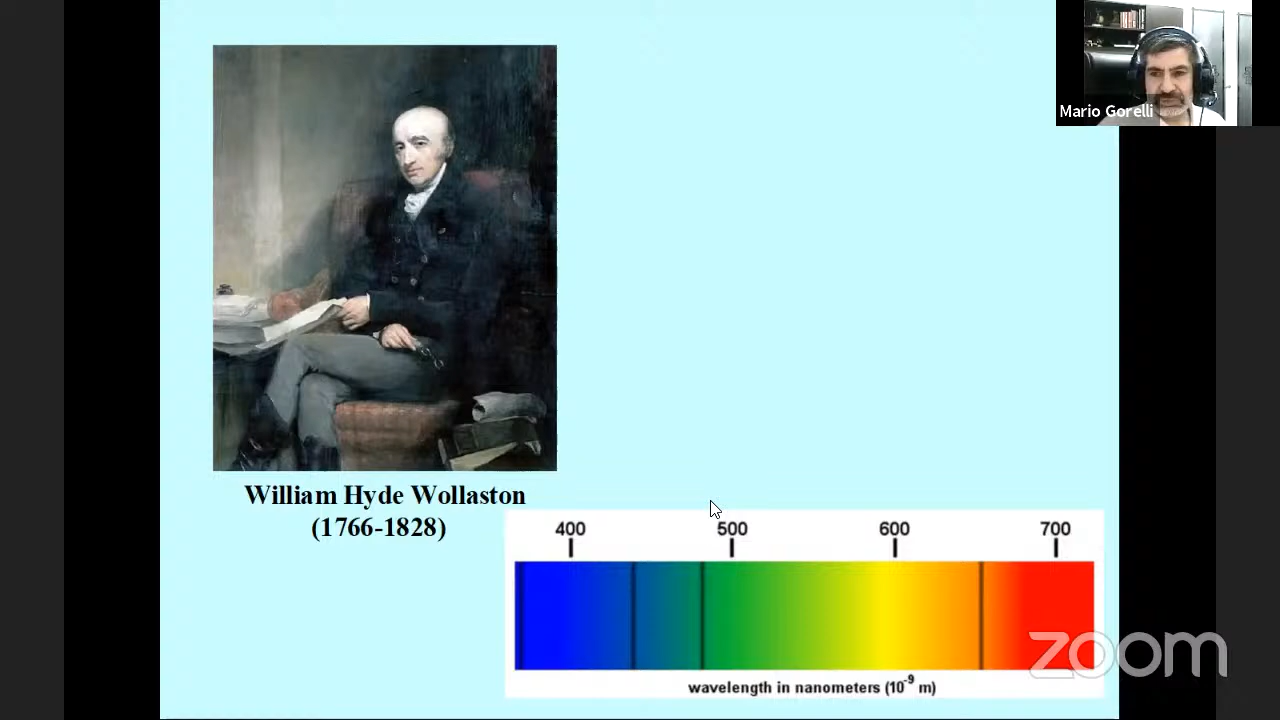 Mario Gorelli
William Hyde Wollaston
(1766-1828)
400 500 600 700
wavelength in nanometers (10⁻⁹ m)
zoom